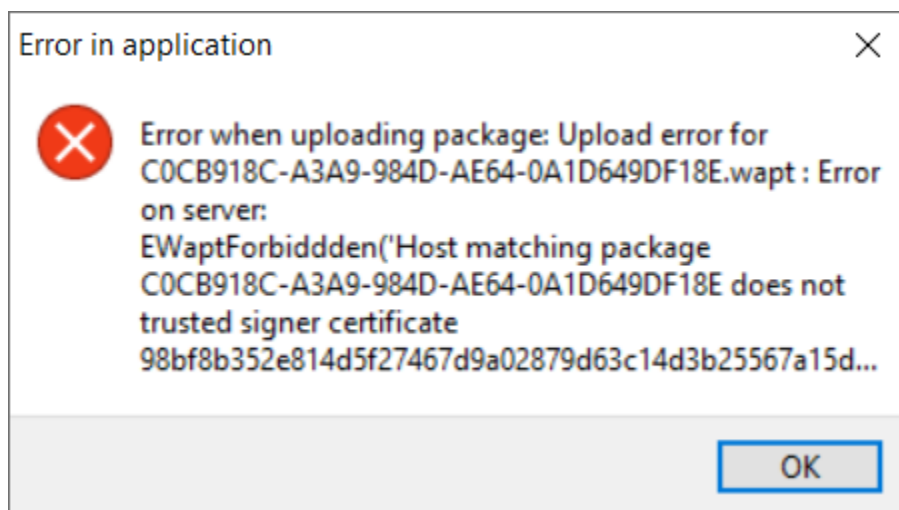 Error in application
Error when uploading package: Upload error for
C0CB918C-A3A9-984D-AE64-0A1D649DF18E.wapt : Error
on server:
EWaptForbiddden('Host matching package
C0CB918C-A3A9-984D-AE64-0A1D649DF18E does not
trusted signer certificate
98bf8b352e814d5f27467d9a02879d63c14d3b25567a15d...
OK